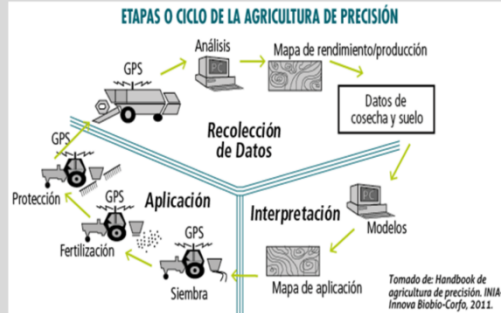 ETAPAS O CICLO DE LA AGRICULTURA DE PRECISIÓN
GPS
Análisis
PC
Mapa de rendimiento/producción
Datos de
cosecha y suelo
Recolección
de Datos
Modelos
Interpretación
Mapa de aplicación
Aplicación
GPS
Siembra
GPS
Fertilización
GPS
Protección
Tomado de: Handbook de
agricultura de precisión. INIA-
Innova Biobio-Corfo, 2011.